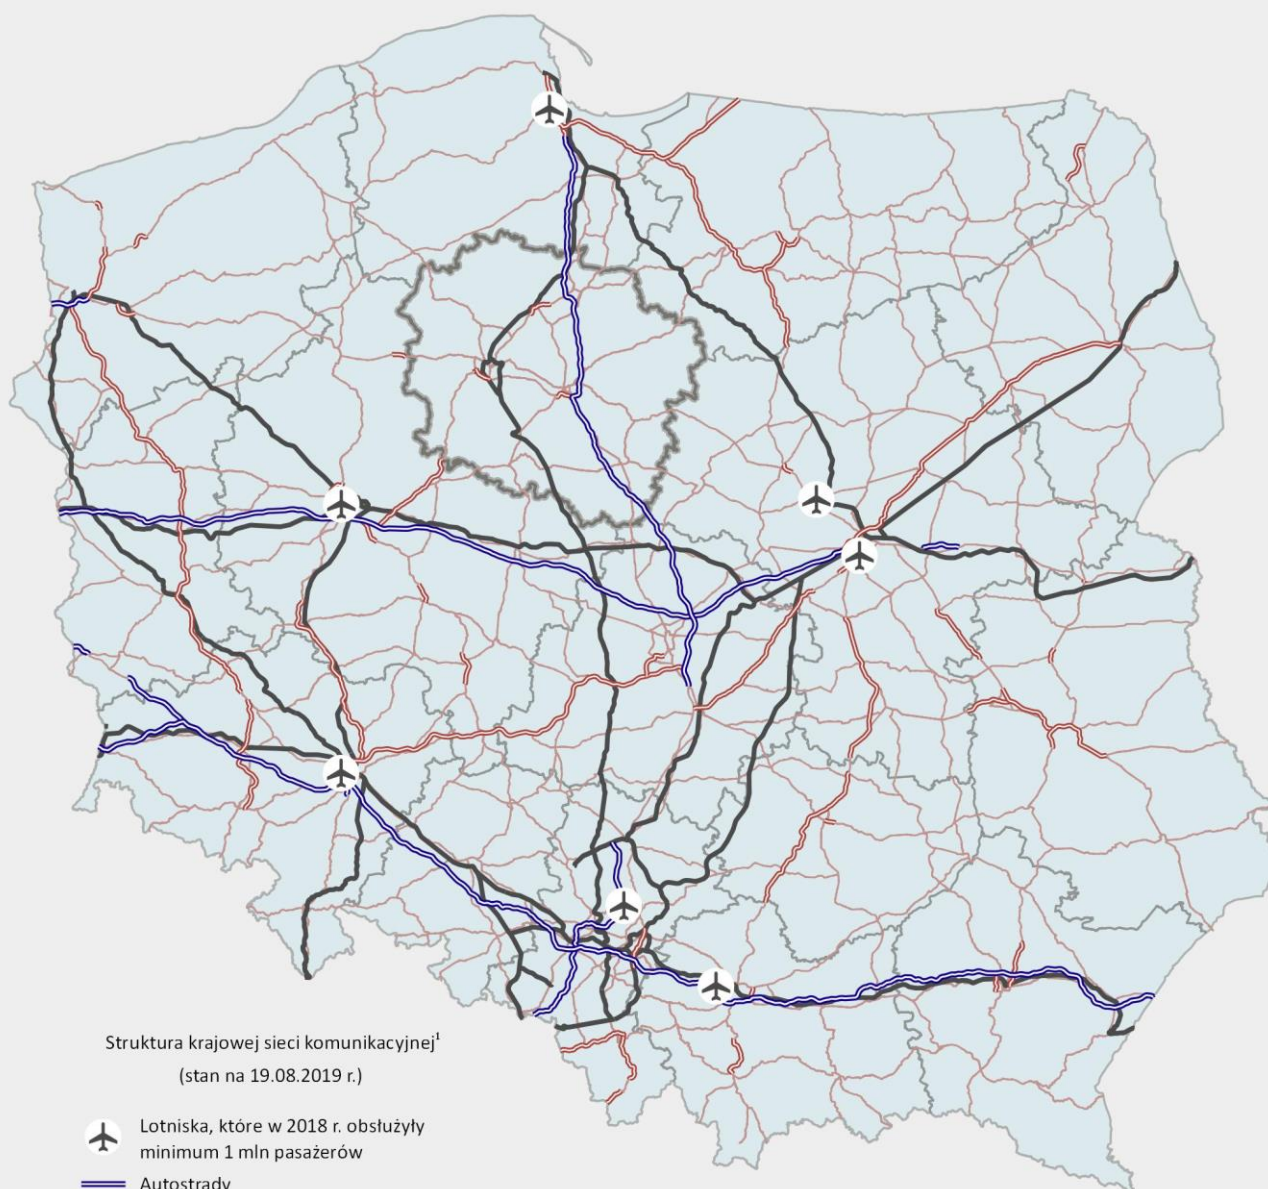 Struktura krajowej sieci komunikacyjnej¹
(stan na 19.08.2019 r.)
Lotniska, które w 2018 r. obsłużyły
minimum 1 mln pasażerów
Autostrady